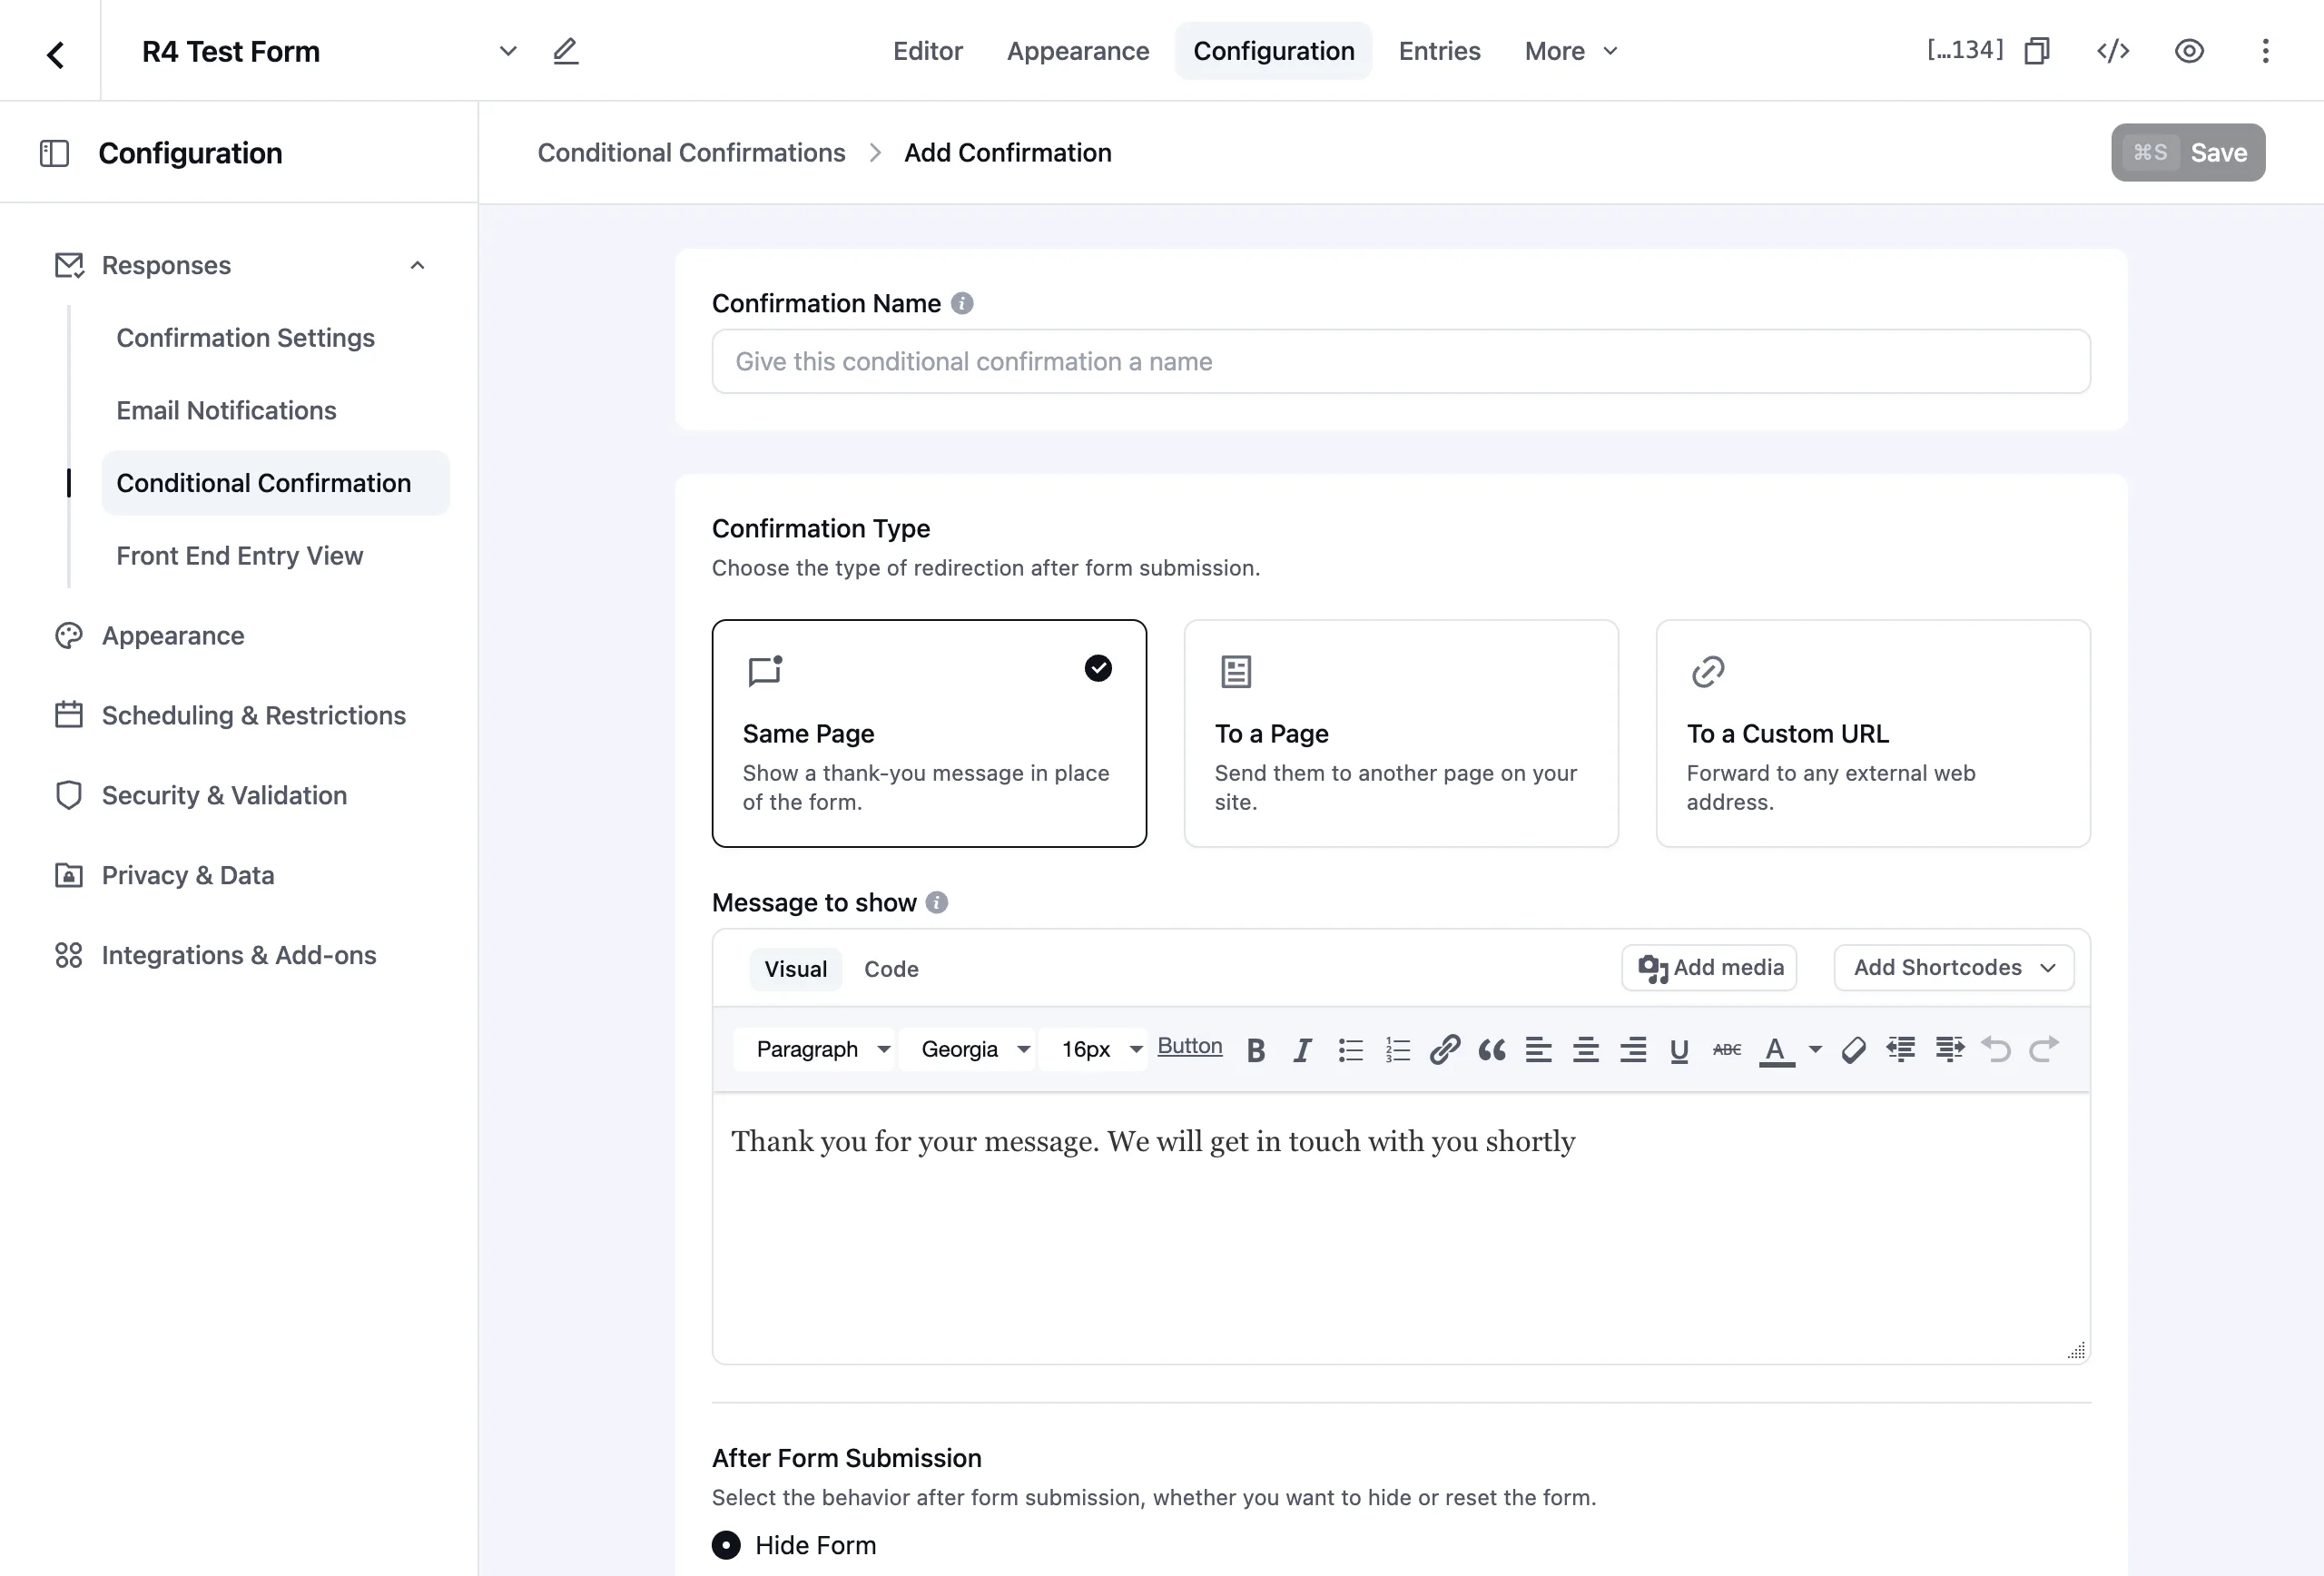 R4 Test Form
Editor
Appearance
Configuration
Entries
More
[...134]
Configuration
Conditional Confirmations
Add Confirmation
⌘S Save
Responses
Confirmation Settings
Email Notifications
Conditional Confirmation
Front End Entry View
Appearance
Scheduling & Restrictions
Security & Validation
Privacy & Data
Integrations & Add-ons
Confirmation Name
Give this conditional confirmation a name
Confirmation Type
Choose the type of redirection after form submission.
Same Page
Show a thank-you message in place
of the form.
To a Page
Send them to another page on your
site.
To a Custom URL
Forward to any external web
address.
Message to show
Visual
Code
Add media
Add Shortcodes
Paragraph
Georgia
16px
Button
B
I
U
ABC
A
Thank you for your message. We will get in touch with you shortly
After Form Submission
Select the behavior after form submission, whether you want to hide or reset the form.
Hide Form